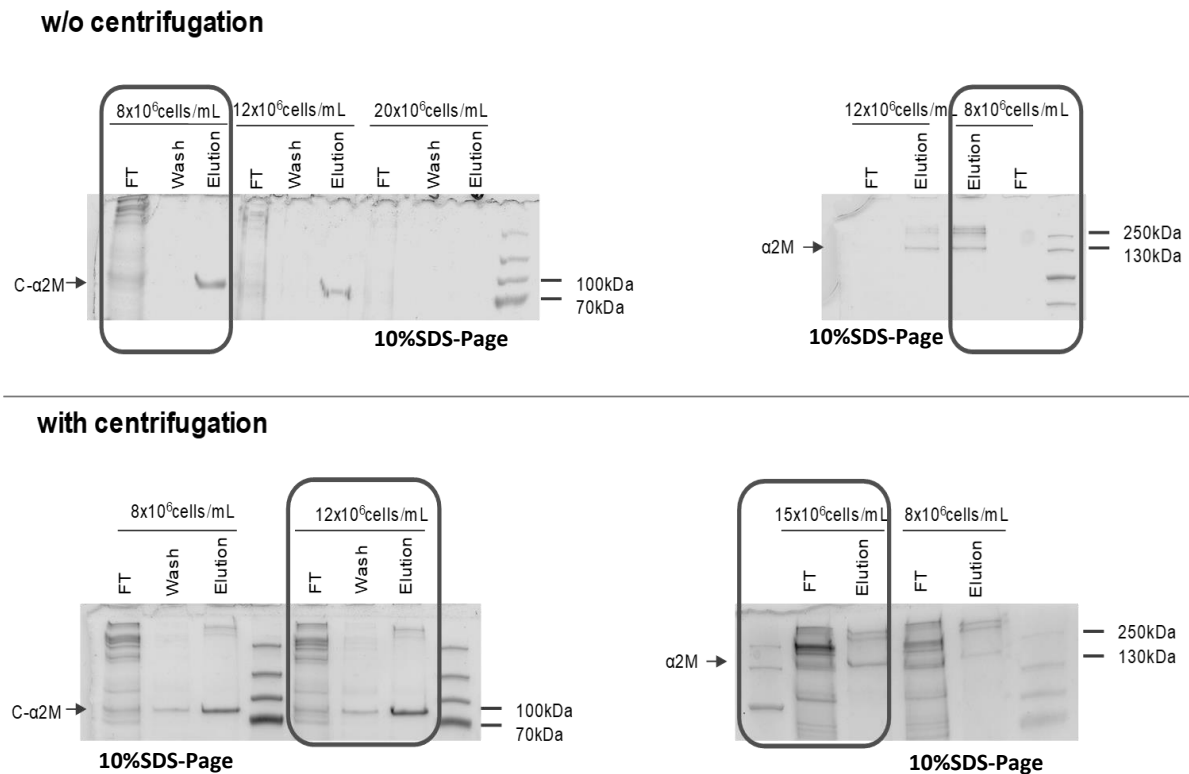 w/o centrifugation
8x10⁶cells/mL 12x10⁶cells/mL 20x10⁶cells/mL
FT Wash Elution FT Wash Elution FT Wash Elution
C-α2M
100kDa
70kDa
10%SDS-Page
12x10⁶cells/mL 8x10⁶cells/mL
FT Elution Elution FT
α2M
250kDa
130kDa
10%SDS-Page
with centrifugation
8x10⁶cells/mL 12x10⁶cells/mL
FT Wash Elution FT Wash Elution
C-α2M
100kDa
70kDa
10%SDS-Page
15x10⁶cells/mL 8x10⁶cells/mL
FT Elution FT Elution
α2M
250kDa
130kDa
10%SDS-Page